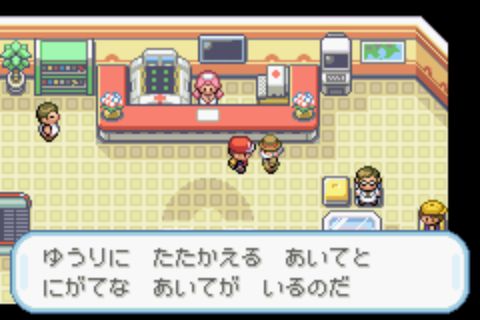 ゆうりに　たたかえる　あいてと
にがてな　あいてが　いるのだ